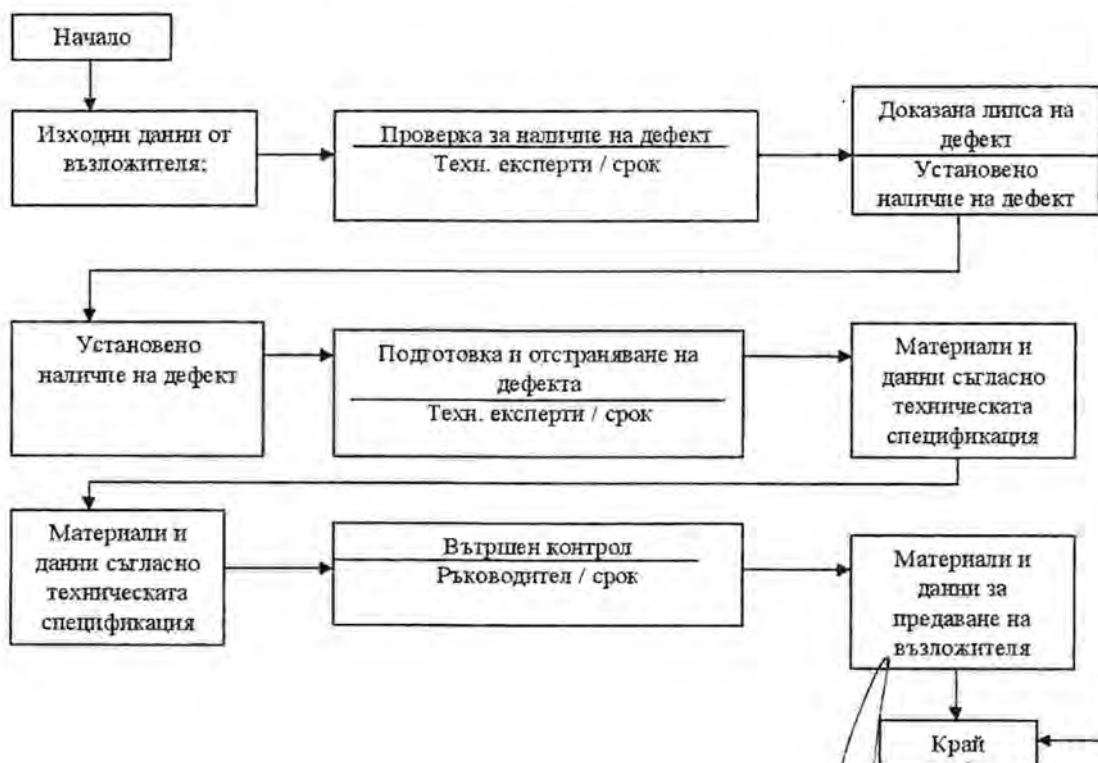 Начало
Изходни данни от
възложителя;
Проверка за наличие на дефект
Техн. експерти / срок
Доказана липса на
дефект
Установено
наличие на дефект
Установено
наличие на дефект
Подготовка и отстраняване на
дефекта
Техн. експерти / срок
Материали и
данни съгласно
техническата
спецификация
Материали и
данни съгласно
техническата
спецификация
Вътршен контрол
Ръководител / срок
Материали и
данни за
предаване на
възложителя
Край